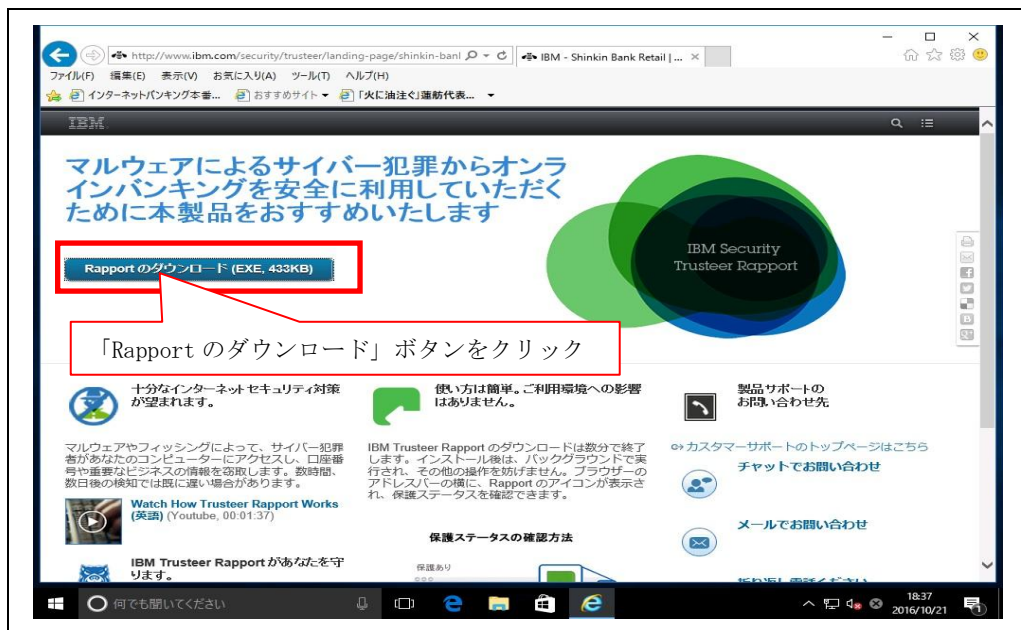 http://www.ibm.com/security/trusteer/landing-page/shinkin-banl
IBM - Shinkin Bank Retail | ...
ファイル(F) 編集(E) 表示(V) お気に入り(A) ツール(T) ヘルプ(H)
インターネットバンキング本番... おすすめサイト 「火に油注ぐ」蓮舫代表...
IBM
マルウェアによるサイバー犯罪からオンラ
インバンキングを安全に利用していただく
ために本製品をおすすめいたします
Rapport のダウンロード (EXE, 433KB)
IBM Security
Trusteer Rapport
「Rapport のダウンロード」ボタンをクリック
十分なインターネットセキュリティ対策
が望まれます。
マルウェアやフィッシングによって、サイバー犯罪
者があなたのコンピューターにアクセスし、口座番
号や重要なビジネスの情報を窃取します。数時間、
数日後の検知では既に遅い場合があります。
Watch How Trusteer Rapport Works
(英語) (Youtube, 00:01:37)
IBM Trusteer Rapport があなたを守
ります。
使い方は簡単。ご利用環境への影響
はありません。
IBM Trusteer Rapport のダウンロードは数分で終了
します。インストール後は、バックグラウンドで実
行され、その他の操作を妨げません。ブラウザーの
アドレスバーの横に、Rapport のアイコンが表示さ
れ、保護ステータスを確認できます。
保護ステータスの確認方法
保護あり
製品サポートの
お問い合わせ先
カスタマーサポートのトップページはこちら
チャットでお問い合わせ
メールでお問い合わせ
何でも聞いてください
18:37
2016/10/21